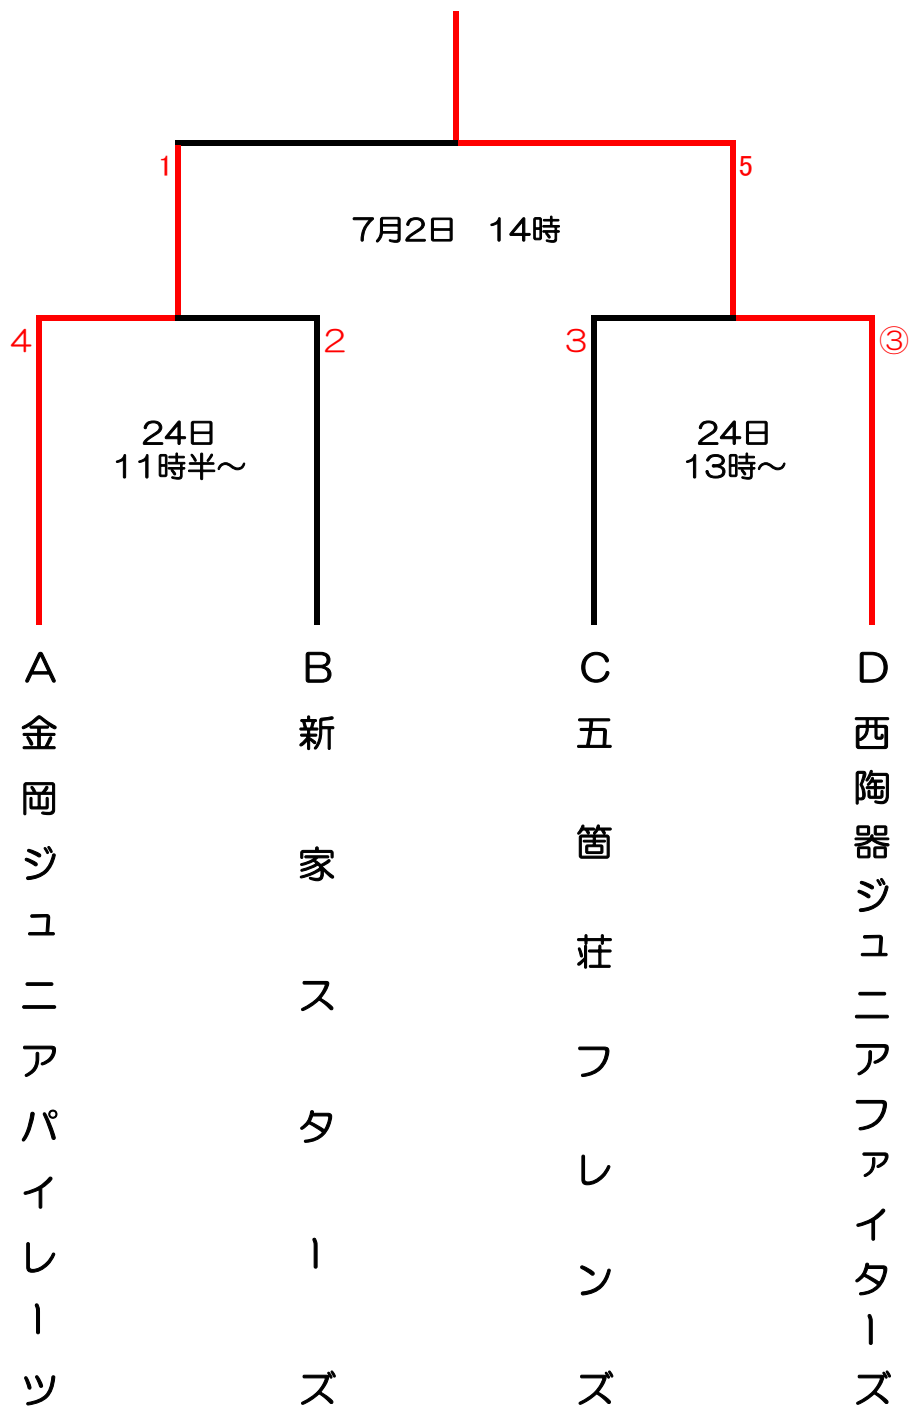 1
5
7月2日　14時
4
2
3
③
24日
11時半～
24日
13時～
A
B
C
D
金岡ジュニアパイレーツ
新家スターズ
五箇荘フレンズ
西陶器ジュニアファイターズ